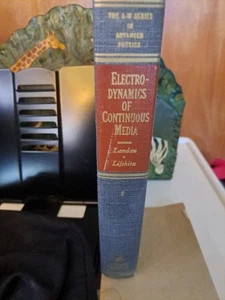 THE A-W SERIES
IN
ADVANCED
PHYSICS
ELECTRO-
DYNAMICS
OF
CONTINUOUS
MEDIA
Landau
Lifshitz